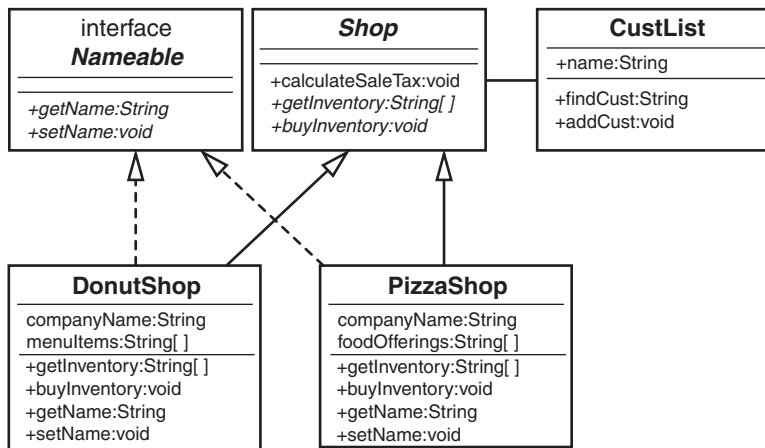 interface
Nameable
+getName:String
+setName:void
Shop
+calculateSaleTax:void
+getInventory:String[ ]
+buyInventory:void
CustList
+name:String
+findCust:String
+addCust:void
DonutShop
companyName:String
menuItems:String[ ]
+getInventory:String[ ]
+buyInventory:void
+getName:String
+setName:void
PizzaShop
companyName:String
foodOfferings:String[ ]
+getInventory:String[ ]
+buyInventory:void
+getName:String
+setName:void